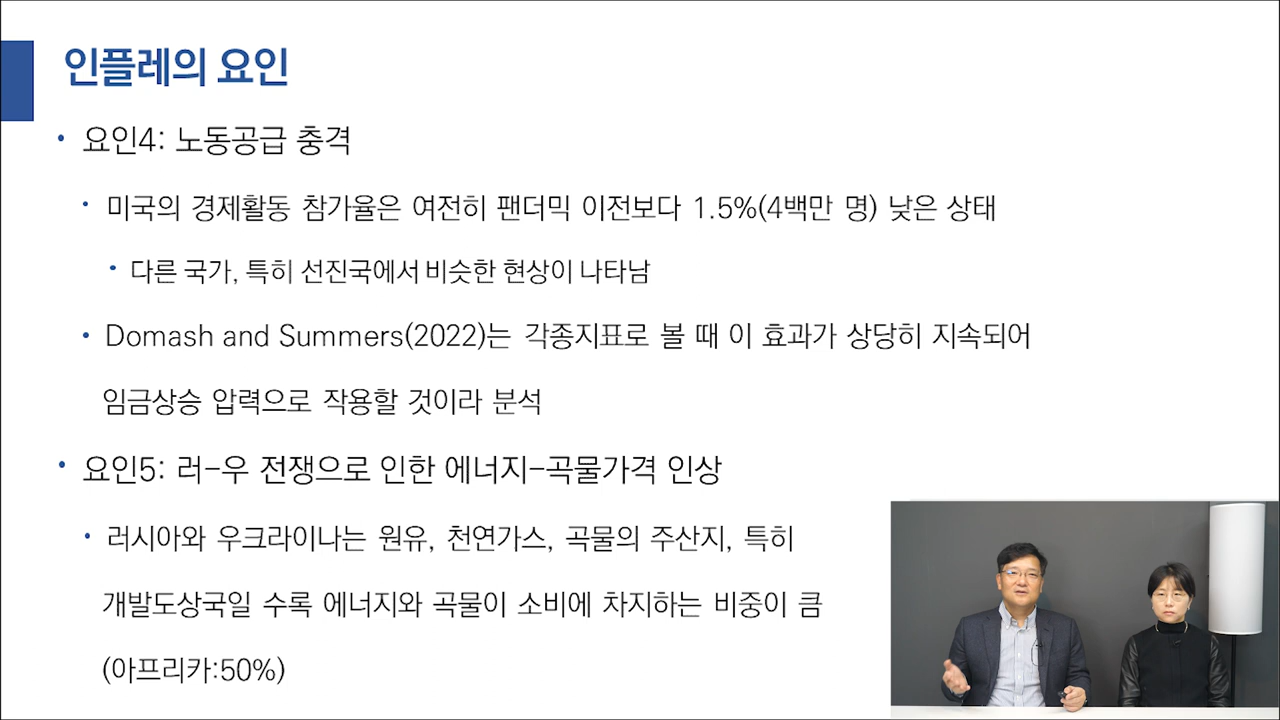 인플레의 요인
• 요인4: 노동공급 충격
• 미국의 경제활동 참가율은 여전히 팬더믹 이전보다 1.5%(4백만 명) 낮은 상태
• 다른 국가, 특히 선진국에서 비슷한 현상이 나타남
• Domash and Summers(2022)는 각종지표로 볼 때 이 효과가 상당히 지속되어
임금상승 압력으로 작용할 것이라 분석
• 요인5: 러-우 전쟁으로 인한 에너지-곡물가격 인상
• 러시아와 우크라이나는 원유, 천연가스, 곡물의 주산지, 특히
개발도상국일 수록 에너지와 곡물이 소비에 차지하는 비중이 큼
(아프리카:50%)